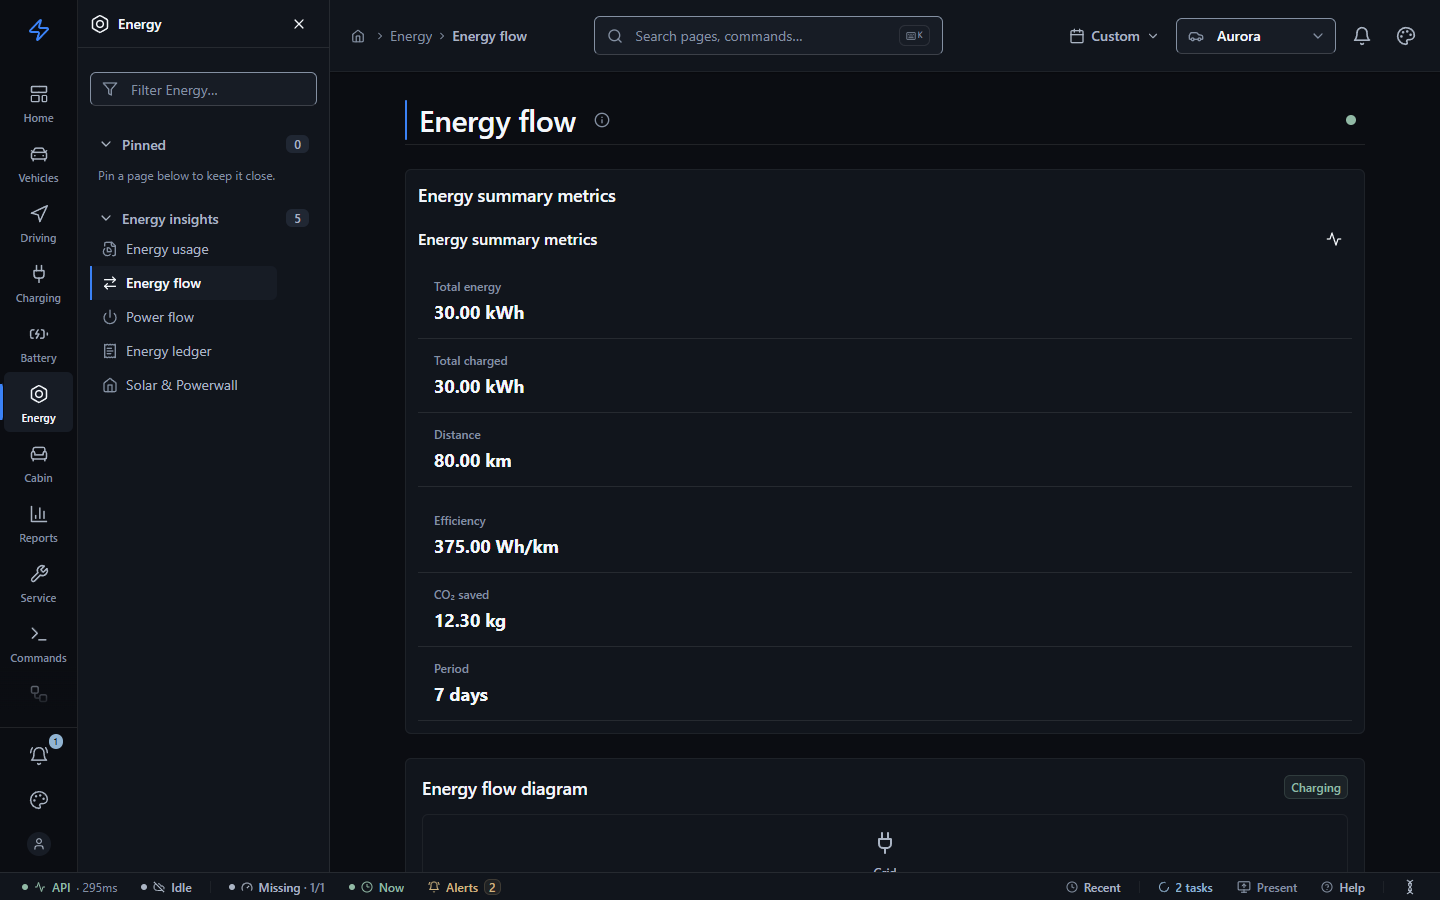 Home
Vehicles
Driving
Charging
Battery
Energy
Cabin
Reports
Service
Commands
1
Energy
Filter Energy...
Pinned 0
Pin a page below to keep it close.
Energy insights 5
Energy usage
Energy flow
Power flow
Energy ledger
Solar & Powerwall
Energy Energy flow
Search pages, commands... K
Custom
Aurora
Energy flow
Energy summary metrics
Energy summary metrics
Total energy
30.00 kWh
Total charged
30.00 kWh
Distance
80.00 km
Efficiency
375.00 Wh/km
CO₂ saved
12.30 kg
Period
7 days
Energy flow diagram
Charging
Grid
API · 295ms
Idle
Missing · 1/1
Now
Alerts 2
Recent
2 tasks
Present
Help